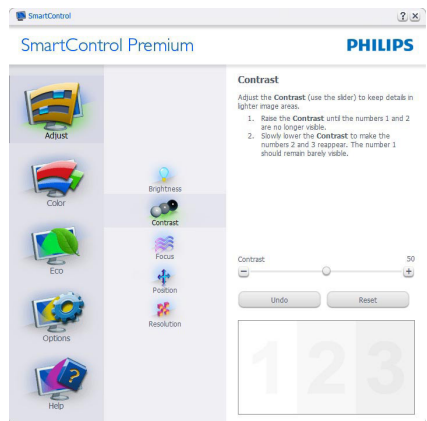 SmartControl
? ×
SmartControl Premium
PHILIPS
Adjust
Color
Eco
Options
Help
Brightness
Contrast
Focus
Position
Resolution
Contrast
Adjust the Contrast (use the slider) to keep details in
lighter image areas.
1. Raise the Contrast until the numbers 1 and 2
are no longer visible.
2. Slowly lower the Contrast to make the
numbers 2 and 3 reappear. The number 1
should remain barely visible.
Contrast 50
Undo Reset
1 2 3